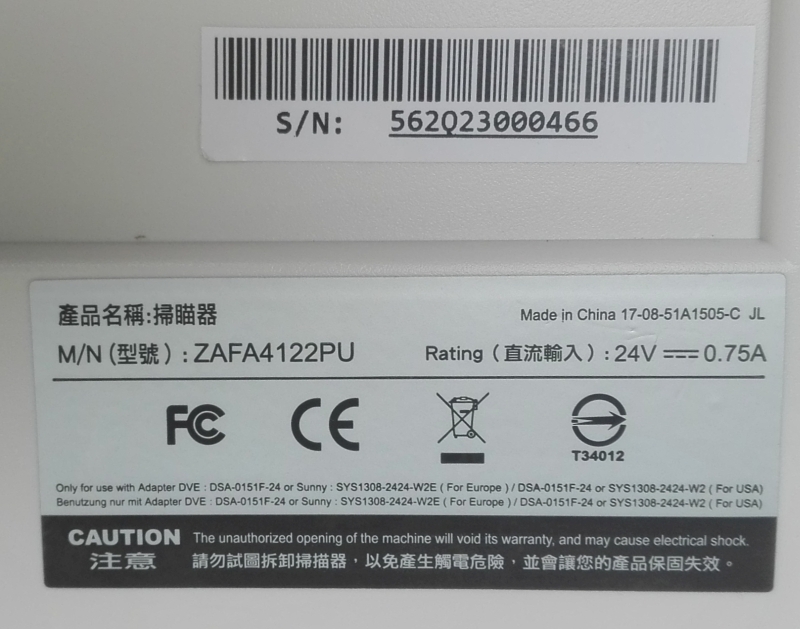 S/N: 562Q23000466
產品名稱:掃瞄器
Made in China 17-08-51A1505-C JL
M/N (型號) : ZAFA4122PU
Rating (直流輸入) : 24V 0.75A
FC CE
T34012
Only for use with Adapter DVE : DSA-0151F-24 or Sunny : SYS1308-2424-W2E ( For Europe ) / DSA-0151F-24 or SYS1308-2424-W2 ( For USA)
Benutzung nur mit Adapter DVE : DSA-0151F-24 or Sunny : SYS1308-2424-W2E ( For Europe ) / DSA-0151F-24 or SYS1308-2424-W2 ( For USA)
CAUTION The unauthorized opening of the machine will void its warranty, and may cause electrical shock.
注意 請勿試圖拆卸掃描器，以免產生觸電危險，並會讓您的產品保固失效。